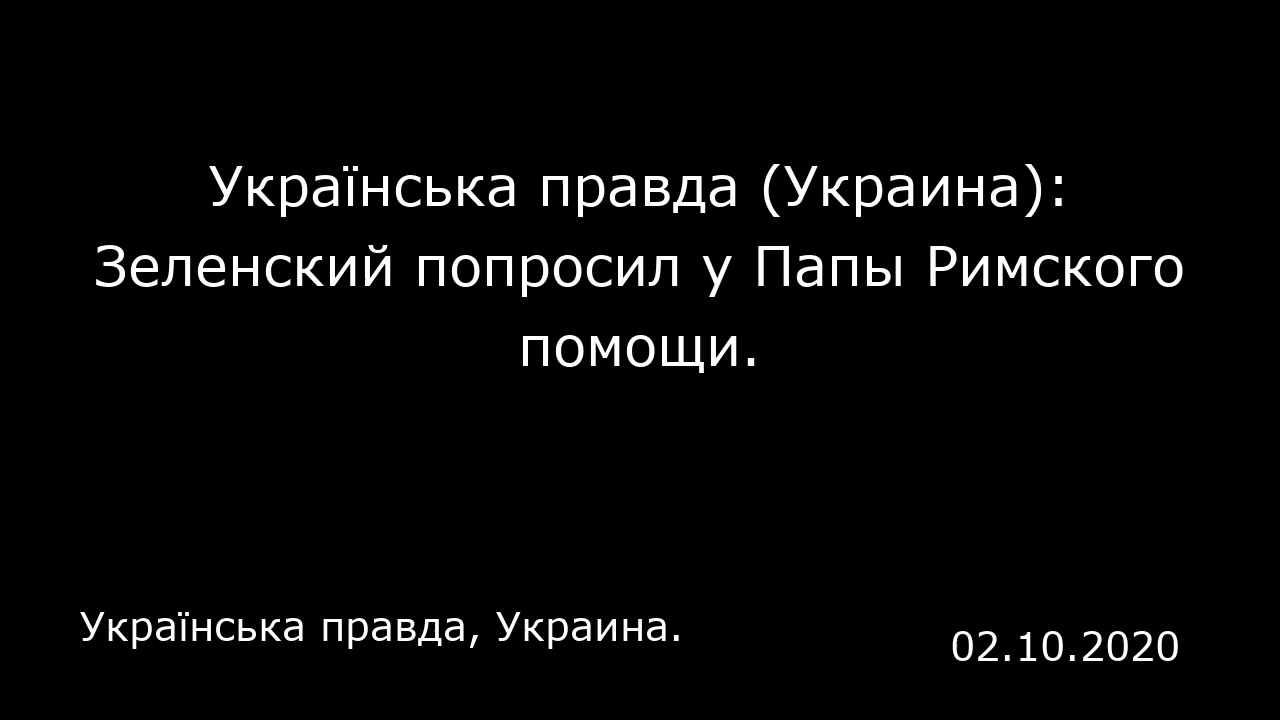 Українська правда (Украина):
Зеленский попросил у Папы Римского
помощи.
Українська правда, Украина.
02.10.2020